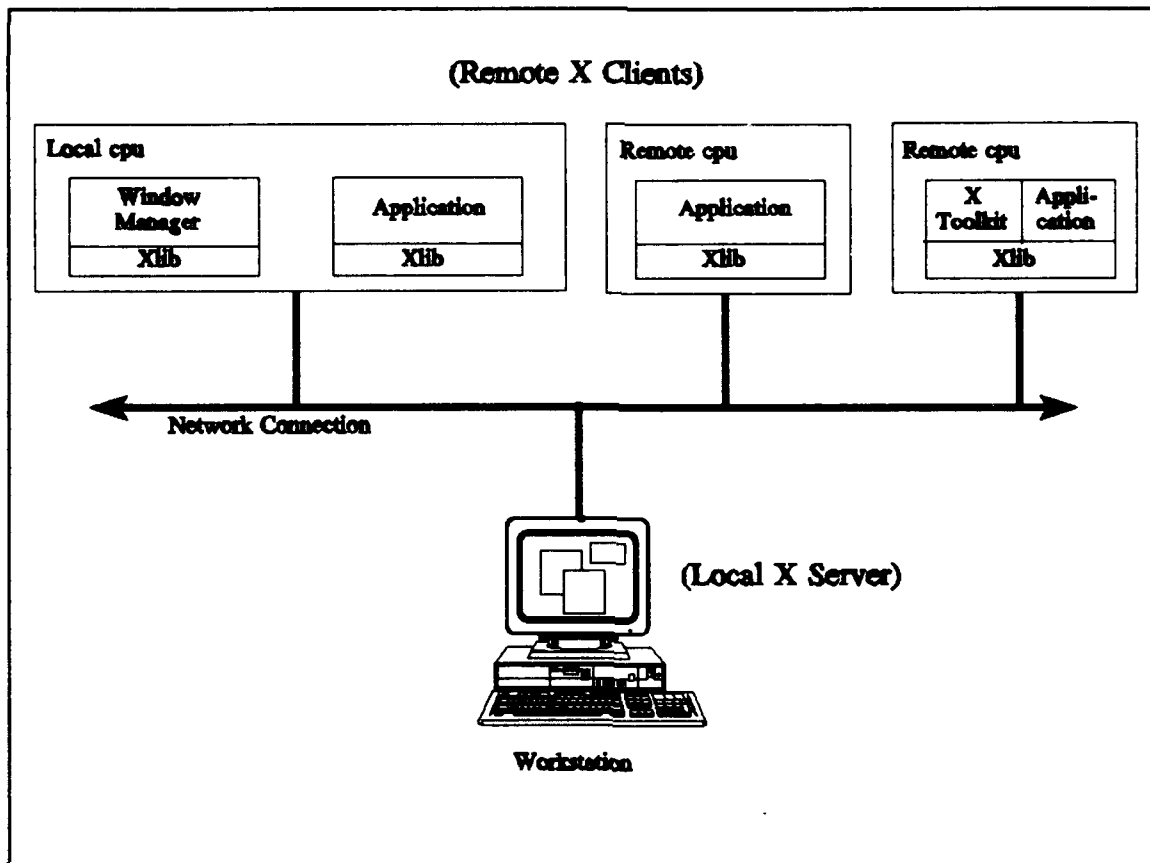 (Remote X Clients)
Local cpu
Window
Manager
Xlib
Application
Xlib
Remote cpu
Application
Xlib
Remote cpu
X
Toolkit
Appli-
cation
Xlib
Network Connection
(Local X Server)
Workstation